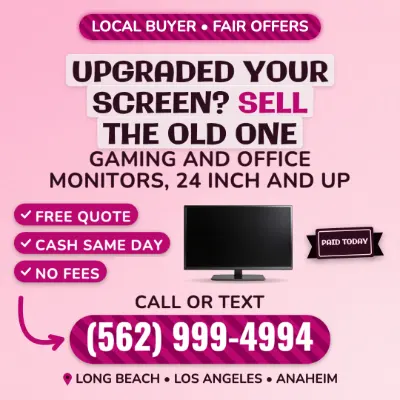 LOCAL BUYER • FAIR OFFERS
UPGRADED YOUR
SCREEN? SELL
THE OLD ONE
GAMING AND OFFICE
MONITORS, 24 INCH AND UP
FREE QUOTE
CASH SAME DAY
NO FEES
PAID TODAY
CALL OR TEXT
(562) 999-4994
LONG BEACH • LOS ANGELES • ANAHEIM